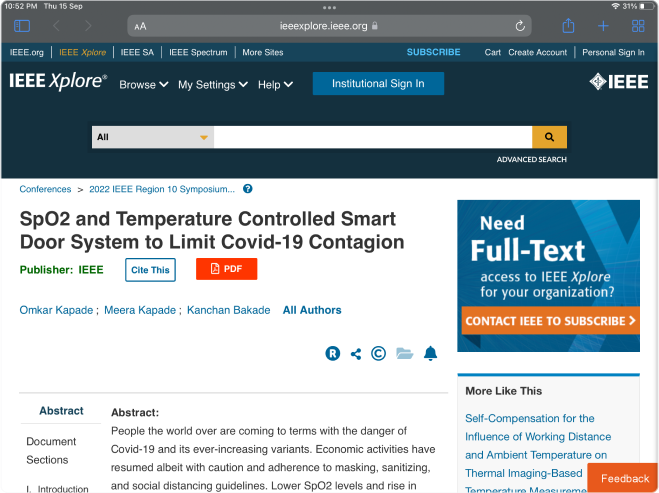 10:52 PM Thu 15 Sep
31%
AA
ieeexplore.ieee.org
IEEE.org
IEEE Xplore
IEEE SA
IEEE Spectrum
More Sites
SUBSCRIBE
Cart
Create Account
Personal Sign In
IEEE Xplore®
Browse
My Settings
Help
Institutional Sign In
IEEE
All
ADVANCED SEARCH
Conferences > 2022 IEEE Region 10 Symposium... ?
SpO2 and Temperature Controlled Smart
Door System to Limit Covid-19 Contagion
Publisher: IEEE
Cite This
PDF
Omkar Kapade ; Meera Kapade ; Kanchan Bakade All Authors
R
©
Need
Full-Text
access to IEEE Xplore
for your organization?
CONTACT IEEE TO SUBSCRIBE >
Abstract
Document
Sections
I. Introduction
Abstract:
People the world over are coming to terms with the danger of
Covid-19 and its ever-increasing variants. Economic activities have
resumed albeit with caution and adherence to masking, sanitizing,
and social distancing guidelines. Lower SpO2 levels and rise in
More Like This
Self-Compensation for the
Influence of Working Distance
and Ambient Temperature on
Thermal Imaging-Based
Temperature Measureme
Feedback